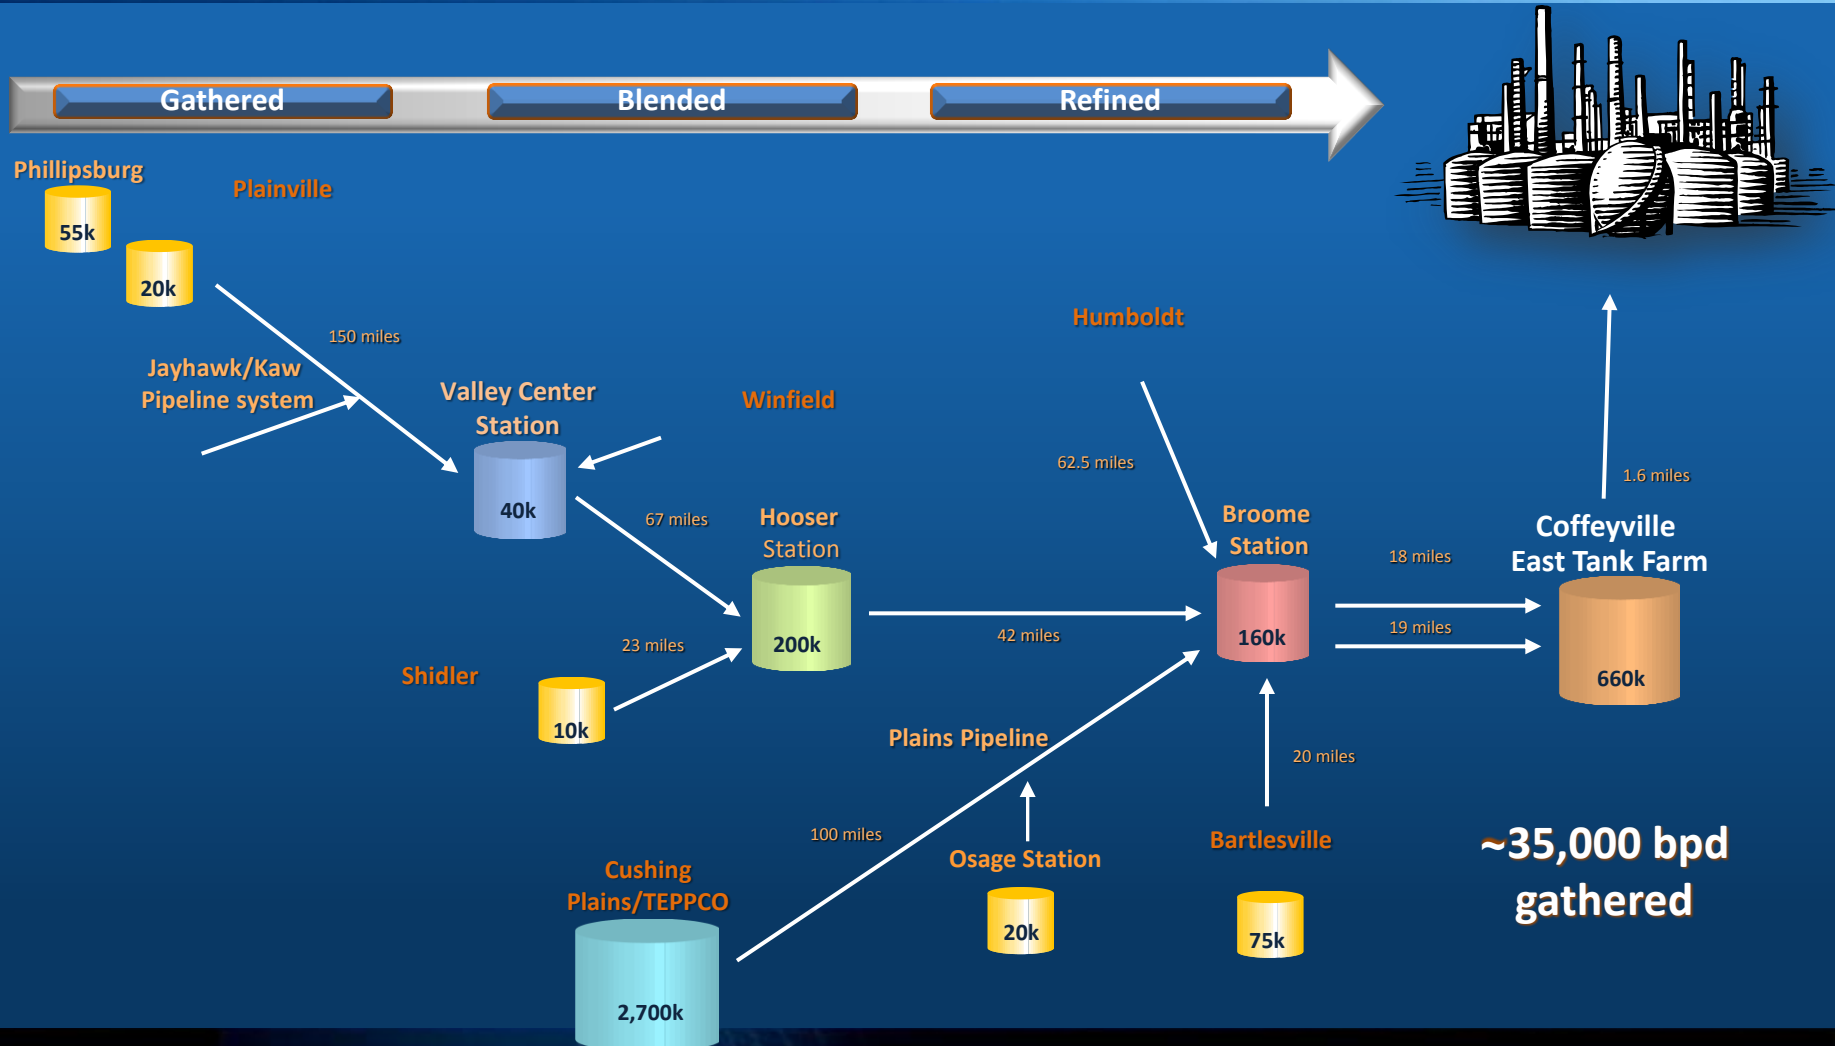 Gathered
Blended
Refined
Phillipsburg
Plainville
55k
20k
150 miles
Jayhawk/Kaw
Pipeline system
Valley Center
Station
40k
Winfield
67 miles
Hooser
Station
200k
Shidler
23 miles
10k
42 miles
Humboldt
62.5 miles
Broome
Station
160k
18 miles
19 miles
1.6 miles
Coffeyville
East Tank Farm
660k
Plains Pipeline
100 miles
Cushing
Plains/TEPPCO
2,700k
Osage Station
20k
20 miles
Bartlesville
75k
~35,000 bpd
gathered